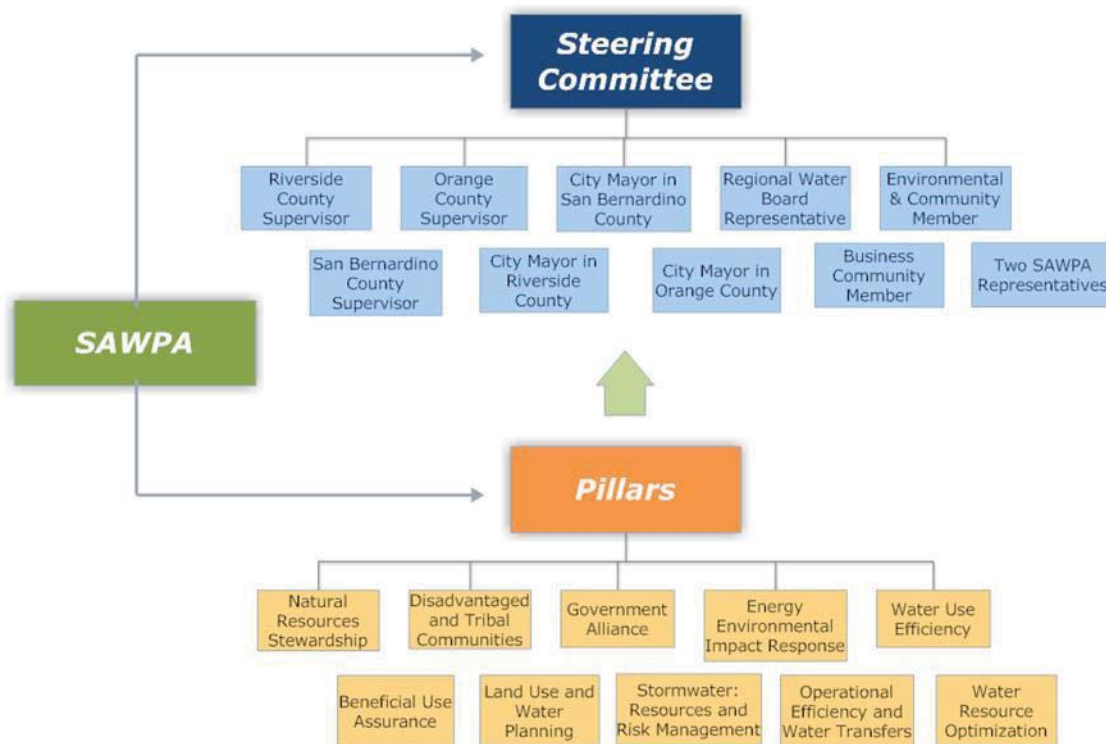 Steering
Committee
Riverside
County
Supervisor
Orange
County
Supervisor
City Mayor in
San Bernardino
County
Regional Water
Board
Representative
Environmental
& Community
Member
San Bernardino
County
Supervisor
City Mayor in
Riverside
County
City Mayor in
Orange County
Business
Community
Member
Two SAWPA
Representatives
SAWPA
Pillars
Natural
Resources
Stewardship
Disadvantaged
and Tribal
Communities
Government
Alliance
Energy
Environmental
Impact Response
Water Use
Efficiency
Beneficial Use
Assurance
Land Use and
Water
Planning
Stormwater:
Resources and
Risk Management
Operational
Efficiency and
Water Transfers
Water
Resource
Optimization